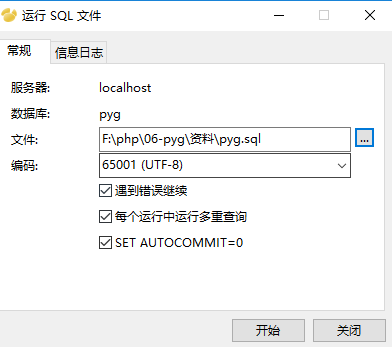 运行 SQL 文件
常规 信息日志
服务器: localhost
数据库: pyg
文件: F:\php\06-pyg\资料\pyg.sql ...
编码: 65001 (UTF-8)
遇到错误继续
每个运行中运行多重查询
SET AUTOCOMMIT=0
开始 关闭